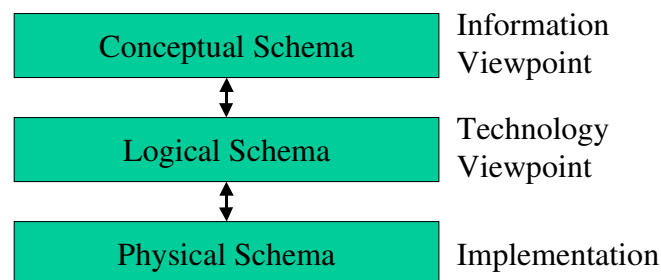 Conceptual Schema
Information
Viewpoint
Logical Schema
Technology
Viewpoint
Physical Schema
Implementation